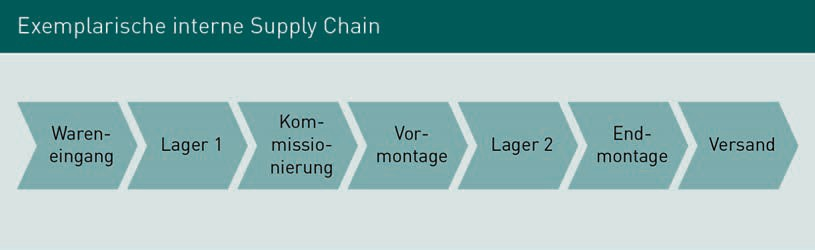 Exemplarische interne Supply Chain
Waren-
eingang
Lager 1
Kom-
missio-
nierung
Vor-
montage
Lager 2
End-
montage
Versand